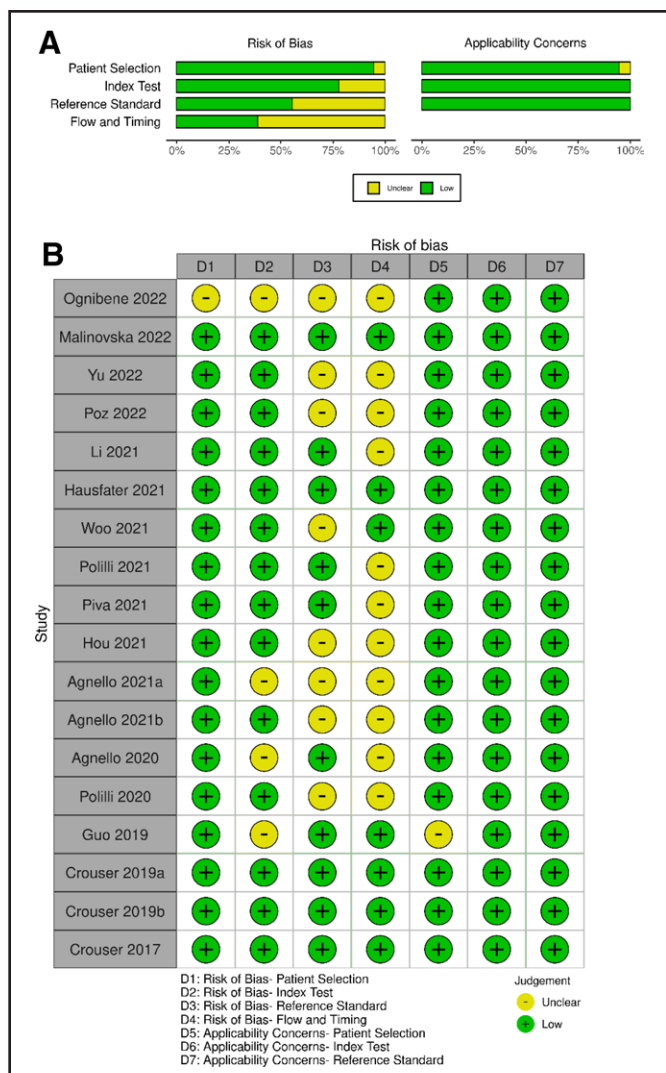 A
Risk of Bias
Applicability Concerns
Patient Selection
Index Test
Reference Standard
Flow and Timing
0% 25% 50% 75% 100% 0% 25% 50% 75% 100%
Unclear Low
B
Risk of bias
D1 D2 D3 D4 D5 D6 D7
Study
Ognibene 2022 - - - - + + +
Malinovska 2022 + + + + + + +
Yu 2022 + + - - + + +
Poz 2022 + + - - + + +
Li 2021 + + + - + + +
Hausfater 2021 + + + + + + +
Woo 2021 + + - + + + +
Polilli 2021 + + + - + + +
Piva 2021 + + + - + + +
Hou 2021 + + - - + + +
Agnello 2021a + - - - + + +
Agnello 2021b + + - - + + +
Agnello 2020 + - + - + + +
Polilli 2020 + + - - + + +
Guo 2019 + - + + - + +
Crouser 2019a + + + + + + +
Crouser 2019b + + + + + + +
Crouser 2017 + + + + + + +
D1: Risk of Bias- Patient Selection
D2: Risk of Bias- Index Test
D3: Risk of Bias- Reference Standard
D4: Risk of Bias- Flow and Timing
D5: Applicability Concerns- Patient Selection
D6: Applicability Concerns- Index Test
D7: Applicability Concerns- Reference Standard
Judgement
- Unclear
+ Low